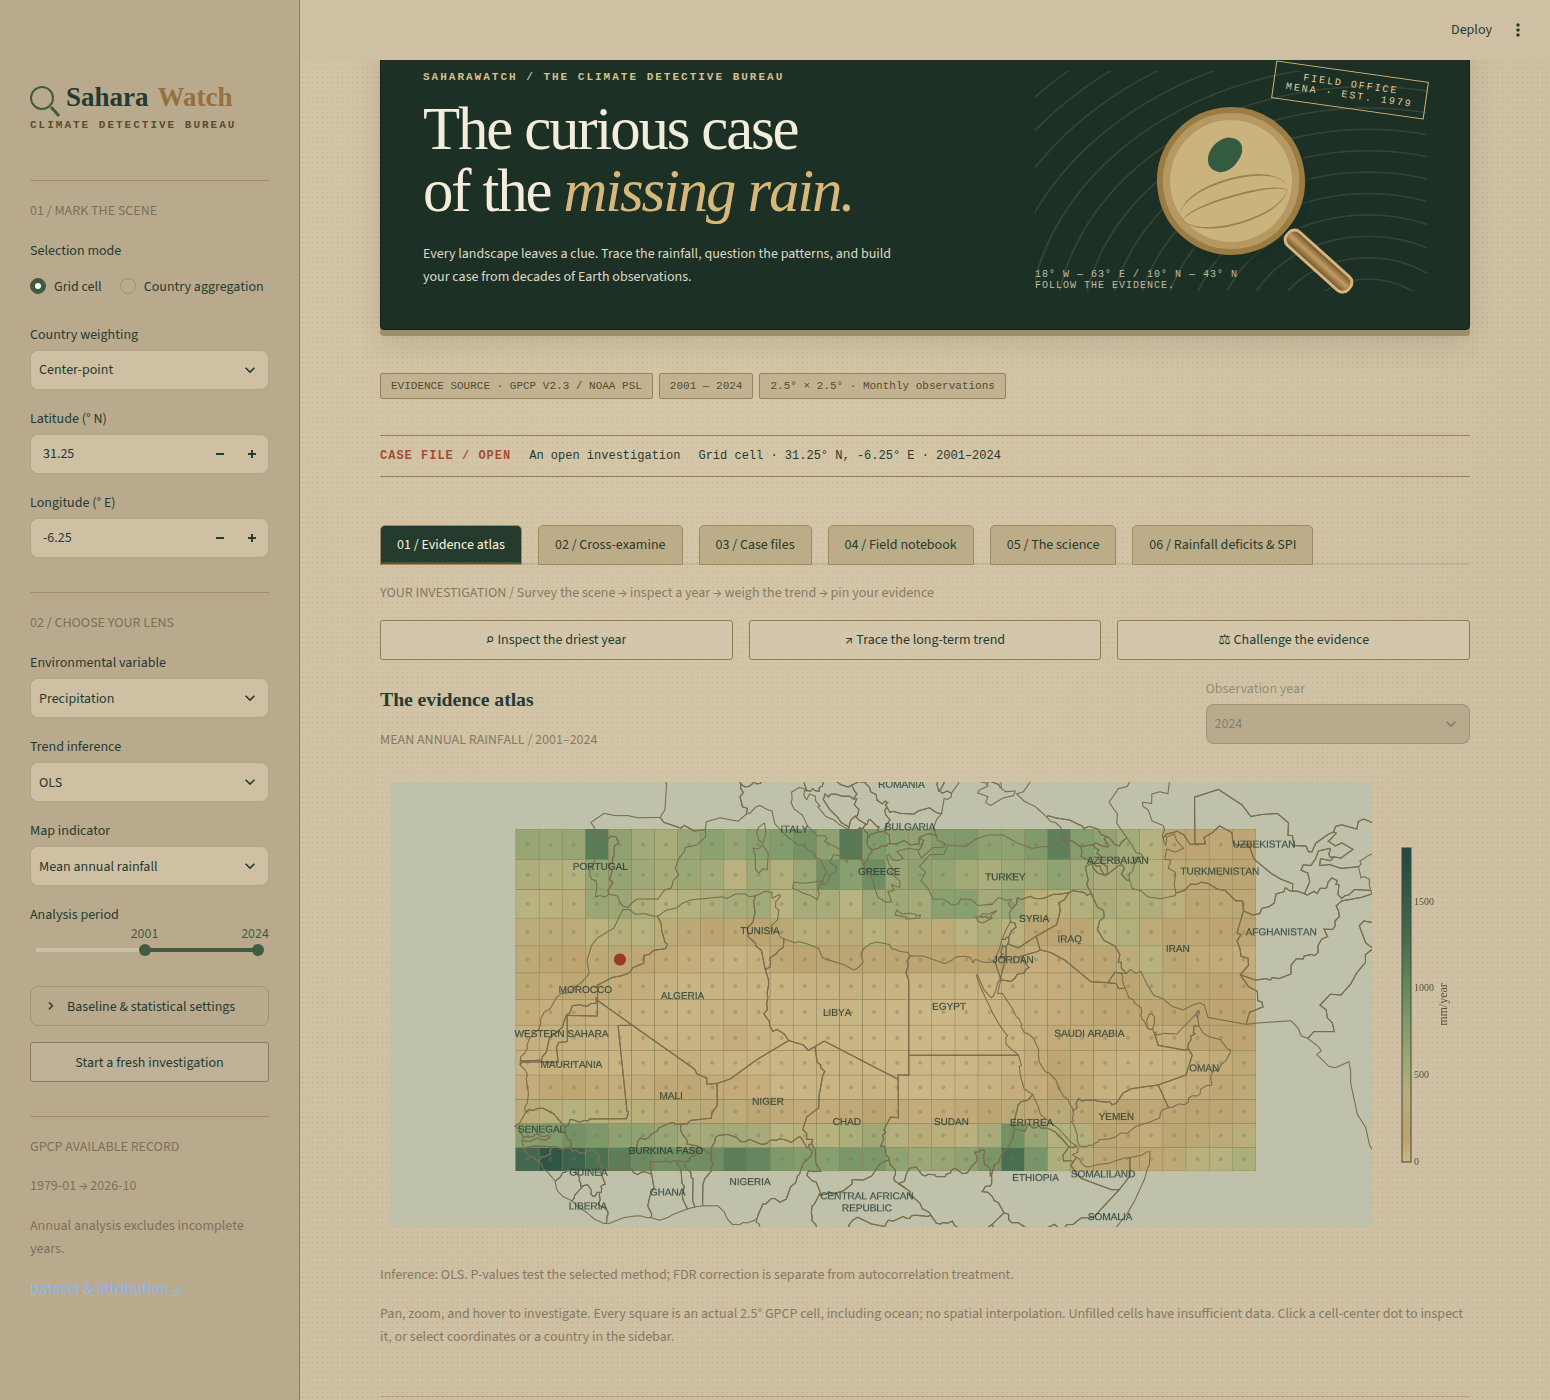 Deploy
Sahara Watch
CLIMATE DETECTIVE BUREAU
01 / MARK THE SCENE
Selection mode
Grid cell
Country aggregation
Country weighting
Center-point
Latitude (° N)
31.25
Longitude (° E)
-6.25
02 / CHOOSE YOUR LENS
Environmental variable
Precipitation
Trend inference
OLS
Map indicator
Mean annual rainfall
Analysis period
2001
2024
Baseline & statistical settings
Start a fresh investigation
GPCP AVAILABLE RECORD
1979-01 → 2026-10
Annual analysis excludes incomplete
years.
Dataset & attribution ↗
SAHARAWATCH / THE CLIMATE DETECTIVE BUREAU
The curious case
of the missing rain.
Every landscape leaves a clue. Trace the rainfall, question the patterns, and build
your case from decades of Earth observations.
FIELD OFFICE
MENA · EST. 1979
18° W — 63° E / 10° N — 43° N
FOLLOW THE EVIDENCE.
EVIDENCE SOURCE · GPCP V2.3 / NOAA PSL
2001 — 2024
2.5° × 2.5° · Monthly observations
CASE FILE / OPEN An open investigation Grid cell · 31.25° N, -6.25° E · 2001–2024
01 / Evidence atlas
02 / Cross-examine
03 / Case files
04 / Field notebook
05 / The science
06 / Rainfall deficits & SPI
YOUR INVESTIGATION / Survey the scene → inspect a year → weigh the trend → pin your evidence
⌕ Inspect the driest year
↗ Trace the long-term trend
⚖ Challenge the evidence
The evidence atlas
Observation year
2024
MEAN ANNUAL RAINFALL / 2001–2024
ROMANIA
ITALY
BULGARIA
UZBEKISTAN
PORTUGAL
GREECE
TURKEY
AZERBAIJAN
TURKMENISTAN
TUNISIA
SYRIA
IRAQ
AFGHANISTAN
IRAN
JORDAN
MOROCCO
ALGERIA
LIBYA
EGYPT
WESTERN SAHARA
SAUDI ARABIA
MAURITANIA
OMAN
MALI
NIGER
CHAD
SUDAN
ERITREA
YEMEN
SENEGAL
BURKINA FASO
GUINEA
NIGERIA
ETHIOPIA
SOMALILAND
GHANA
CENTRAL AFRICAN
REPUBLIC
LIBERIA
SOMALIA
1500
1000
500
0
mm/year
Inference: OLS. P-values test the selected method; FDR correction is separate from autocorrelation treatment.
Pan, zoom, and hover to investigate. Every square is an actual 2.5° GPCP cell, including ocean; no spatial interpolation. Unfilled cells have insufficient data. Click a cell-center dot to inspect
it, or select coordinates or a country in the sidebar.